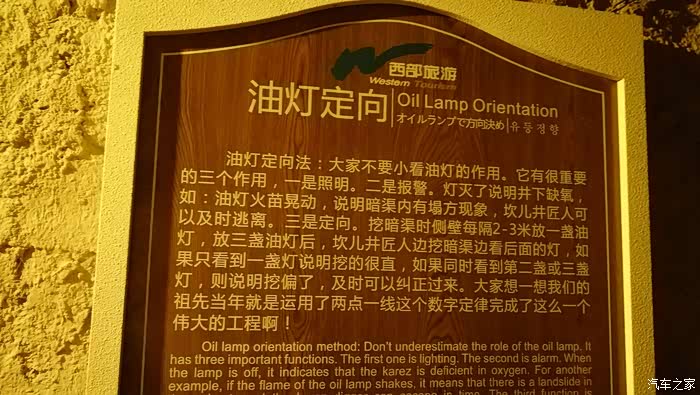 西部旅游
Western Tourism
油灯定向
Oil Lamp Orientation
オイルランプで方向決め
유등정향
油灯定向法：大家不要小看油灯的作用。它有很重要
的三个作用，一是照明。二是报警。灯灭了说明井下缺氧，
如：油灯火苗晃动，说明暗渠内有塌方现象，坎儿井匠人可
以及时逃离。三是定向。挖暗渠时侧壁每隔2-3米放一盏油
灯，放三盏油灯后，坎儿井匠人边挖暗渠边看后面的灯，如
果只看到一盏灯说明挖的很直，如果同时看到第二盏或三盏
灯，则说明挖偏了，及时可以纠正过来。大家想一想我们的
祖先当年就是运用了两点一线这个数字定律完成了这么一个
伟大的工程啊！
Oil lamp orientation method: Don't underestimate the role of the oil lamp. It
has three important functions. The first one is lighting. The second is alarm. When
the lamp is off, it indicates that the karez is deficient in oxygen. For another
example, if the flame of the oil lamp shakes, it means that there is a landslide in
in time. The third function is
汽车之家